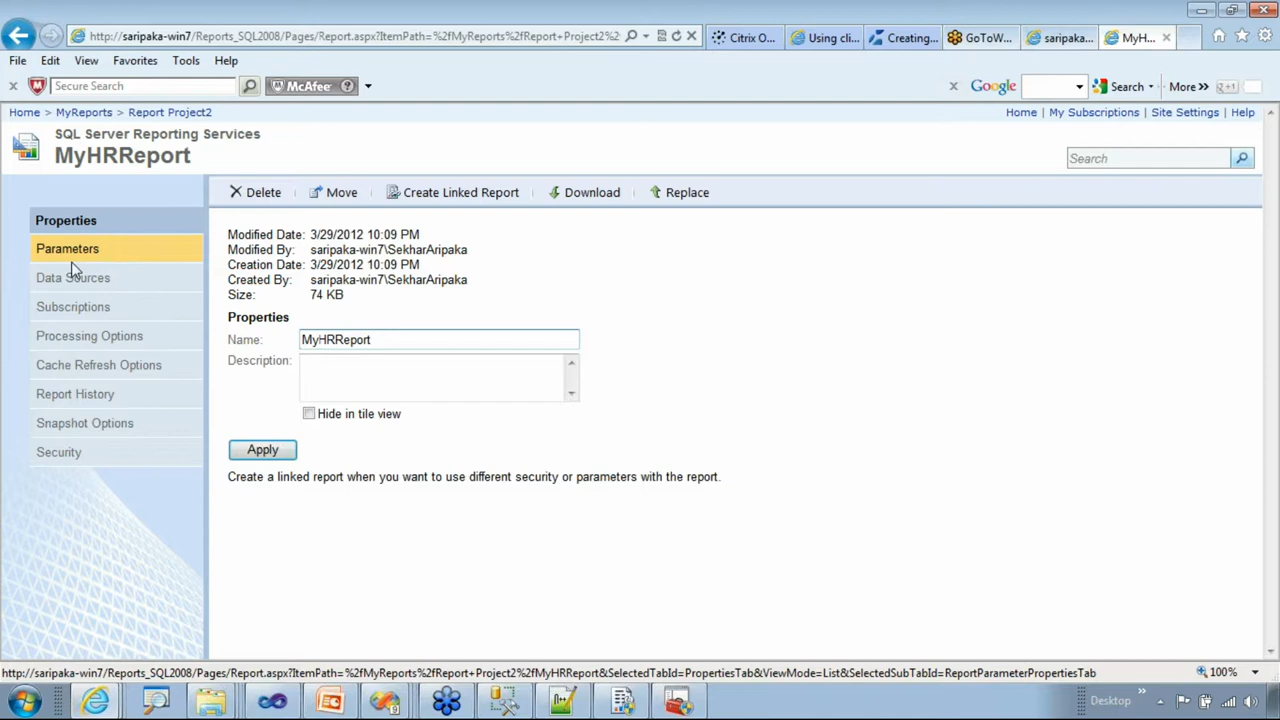 http://saripaka-win7/Reports_SQL2008/Pages/Report.aspx?ItemPath=%2fMyReports%2fReport+Project2%2
Citrix O...
Using cli...
Creating...
GoToW...
saripaka...
MyH...
File Edit View Favorites Tools Help
Secure Search
McAfee
Google
Search
More »
Home > MyReports > Report Project2
Home | My Subscriptions | Site Settings | Help
SQL Server Reporting Services
MyHRReport
Search
Delete
Move
Create Linked Report
Download
Replace
Properties
Parameters
Data Sources
Subscriptions
Processing Options
Cache Refresh Options
Report History
Snapshot Options
Security
Modified Date: 3/29/2012 10:09 PM
Modified By: saripaka-win7\SekharAripaka
Creation Date: 3/29/2012 10:09 PM
Created By: saripaka-win7\SekharAripaka
Size: 74 KB
Properties
Name: MyHRReport
Description:
Hide in tile view
Apply
Create a linked report when you want to use different security or parameters with the report.
http://saripaka-win7/Reports_SQL2008/Pages/Report.aspx?ItemPath=%2fMyReports%2fReport+Project2%2fMyHRReport&SelectedTabId=PropertiesTab&ViewMode=List&SelectedSubTabId=ReportParameterPropertiesTab
100%
Desktop